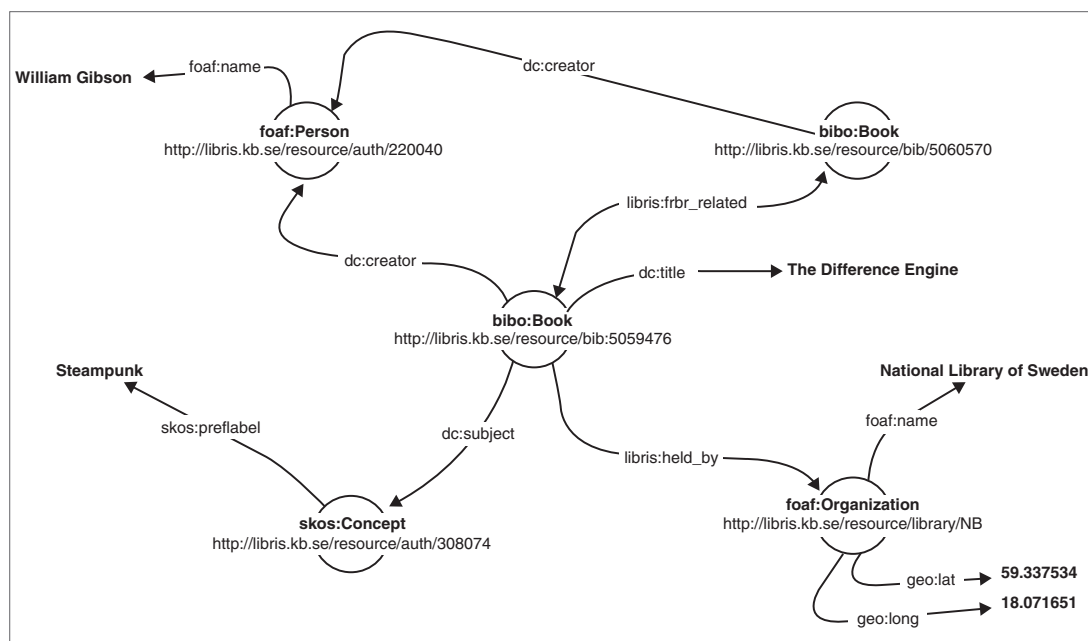 William Gibson
foaf:name
dc:creator
foaf:Person
http://libris.kb.se/resource/auth/220040
bibo:Book
http://libris.kb.se/resource/bib/5060570
libris:frbr_related
dc:creator
dc:title
The Difference Engine
bibo:Book
http://libris.kb.se/resource/bib:5059476
Steampunk
National Library of Sweden
skos:preflabel
dc:subject
foaf:name
libris:held_by
foaf:Organization
http://libris.kb.se/resource/library/NB
skos:Concept
http://libris.kb.se/resource/auth/308074
geo:lat
59.337534
geo:long
18.071651